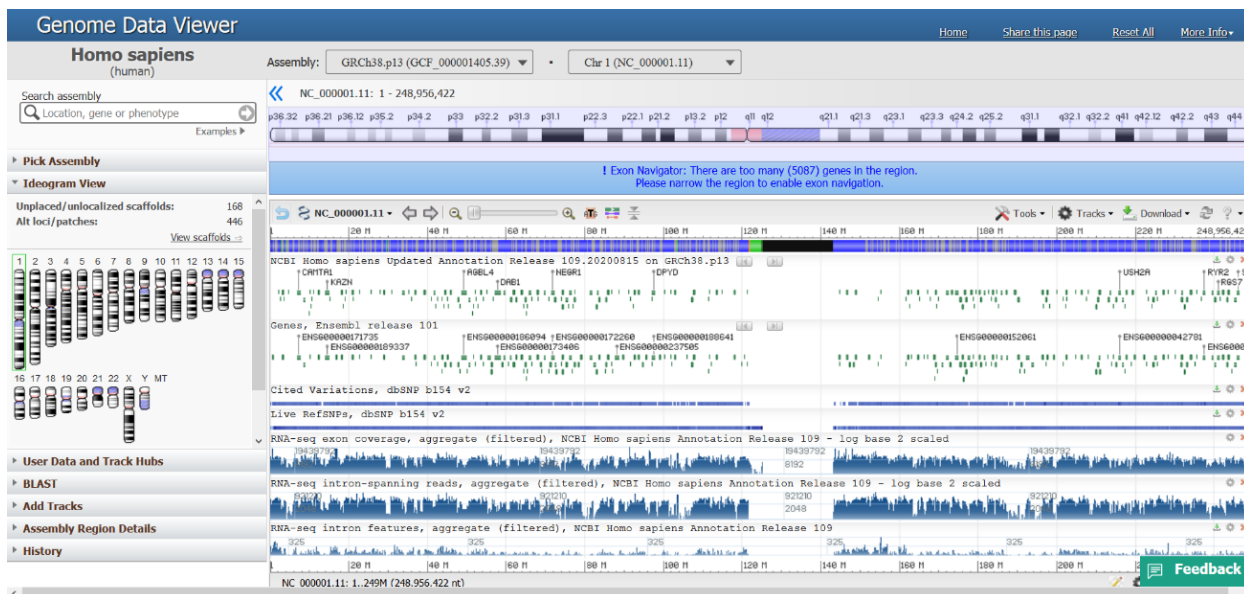 Genome Data Viewer
Home Share this page Reset All More Info
Homo sapiens
(human)
Assembly: GRCh38.p13 (GCF_000001405.39) • Chr 1 (NC_000001.11)
Search assembly
Location, gene or phenotype
Examples
NC_000001.11: 1 - 248,956,422
p36.32 p36.21 p36.12 p35.2 p34.2 p33 p32.2 p31.3 p31.1 p22.3 p22.1 p21.2 p13.2 p12 q11 q12 q21.1 q21.3 q23.1 q23.3 q24.2 q25.2 q31.1 q32.1 q32.2 q41 q42.12 q42.2 q43 q44
Pick Assembly
Ideogram View
! Exon Navigator: There are too many (5087) genes in the region.
Please narrow the region to enable exon navigation.
Unplaced/unlocalized scaffolds: 168
Alt loci/patches: 446
View scaffolds
1 2 3 4 5 6 7 8 9 10 11 12 13 14 15
16 17 18 19 20 21 22 X Y MT
User Data and Track Hubs
BLAST
Add Tracks
Assembly Region Details
History
NC_000001.11 Tools Tracks Download ?
1 20 M 40 M 60 M 80 M 100 M 120 M 140 M 160 M 180 M 200 M 220 M 248,956,42
NCBI Homo sapiens Updated Annotation Release 109.20200815 on GRCh38.p13
CAMTA1 AGBL4 NEGR1 DPYD USH2A RYR2
KAZN DAB1 RGS7
Genes, Ensembl release 101
ENSG00000171735 ENSG00000186094 ENSG00000172260 ENSG00000188641 ENSG00000152061 ENSG00000042781
ENSG00000189337 ENSG00000173406 ENSG00000237505 ENSG0000
Cited Variations, dbSNP b154 v2
Live RefSNPs, dbSNP b154 v2
RNA-seq exon coverage, aggregate (filtered), NCBI Homo sapiens Annotation Release 109 - log base 2 scaled
19439792 19439792 19439792 19439792
8192
RNA-seq intron-spanning reads, aggregate (filtered), NCBI Homo sapiens Annotation Release 109 - log base 2 scaled
921210 921210 921210 921210
2048
RNA-seq intron features, aggregate (filtered), NCBI Homo sapiens Annotation Release 109
325 325 325 325 325 325
1 20 M 40 M 60 M 80 M 100 M 120 M 140 M 160 M 180 M 200 M
NC_000001.11: 1..249M (248,956,422 nt)
Feedback